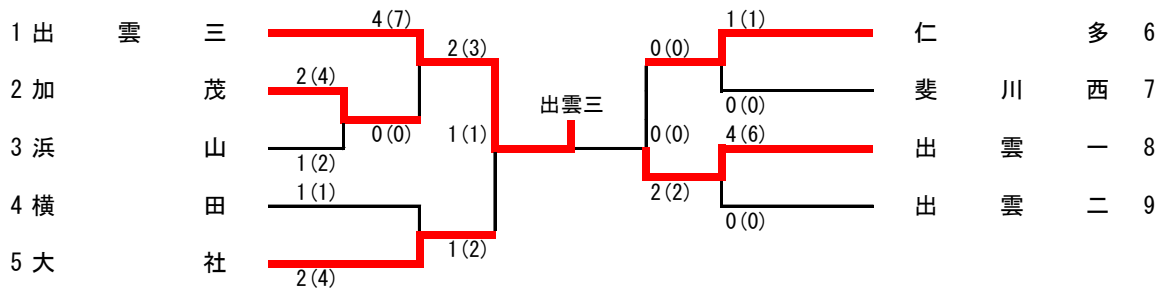 4(7) 1(1)
1 出雲三 仁多 6
2(3) 0(0)
2(4)
2 加茂 斐川西 7
出雲三 0(0)
0(0) 1(1) 0(0) 4(6)
3 浜山 出雲一 8
1(2)
1(1) 2(2)
4 横田 出雲二 9
0(0)
1(2)
5 大社
2(4)